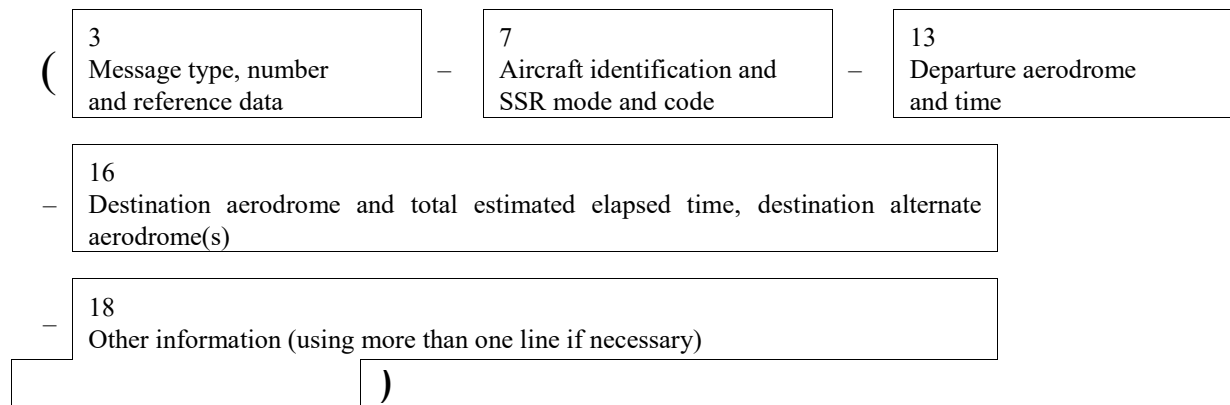 ( 3 7 13
Message type, number – Aircraft identification and – Departure aerodrome
and reference data SSR mode and code and time
16
– Destination aerodrome and total estimated elapsed time, destination alternate
aerodrome(s)
18
– Other information (using more than one line if necessary)
)